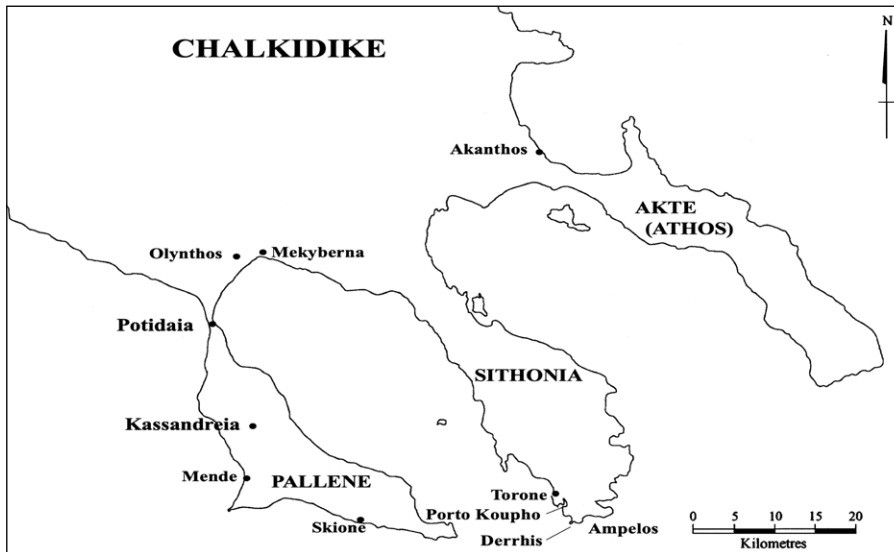 CHALKIDIKE
N
Akanthos
AKTE
(ATHOS)
Olynthos
Mekyberna
Potidaia
SITHONIA
Kassandreia
Mende
PALLENE
Torone
Skione
Porto Koupho
Derrhis
Ampelos
0 5 10 15 20
Kilometres